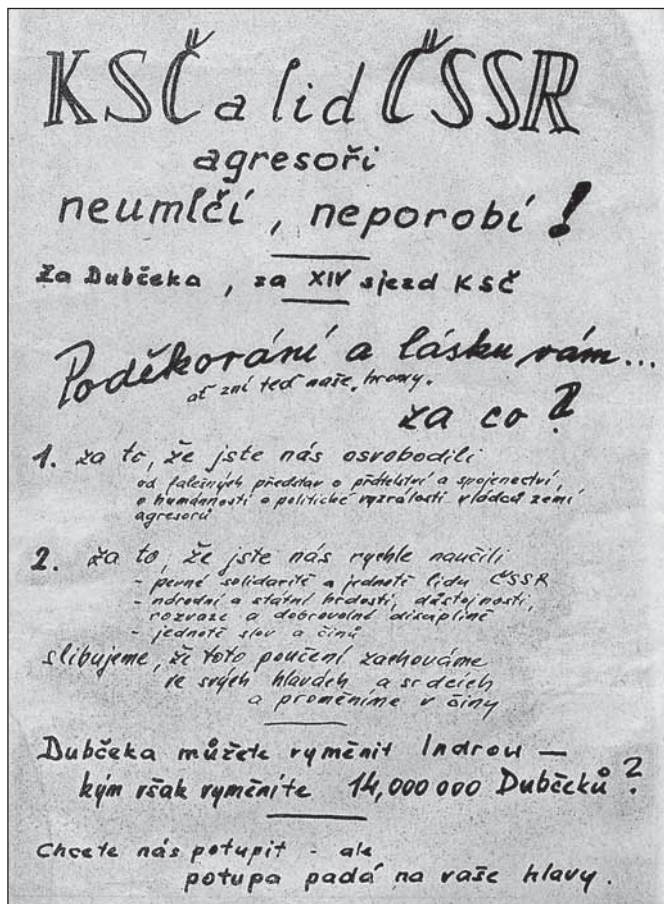 KSČ a lid ČSSR
agresoři
neumlčí, neporobí!
Za Dubčeka, za XIV sjezd KSČ
Poděkování a lásku vám...
ať zní teď naše, hromy.
za co?
1. za to, že jste nás osvobodili
od falešných představ o přátelství a spojenectví,
o humánnosti o politické vyzrálosti vládců zemí
agresorů
2. za to, že jste nás rychle naučili
- pevné solidaritě a jednotě lidu ČSSR
- národní a státní hrdosti, důstojnosti,
rozvaze a dobrovolné disciplině
- jednotě slov a činů
slibujeme, že toto poučení zachováme
ve svých hlavách a srdcích
a proměníme v činy
Dubčeka můžete vyměnit Indrou —
kým však vyměníte 14,000 000 Dubčeků?
Chcete nás potupit - ale
potupa padá na vaše hlavy.